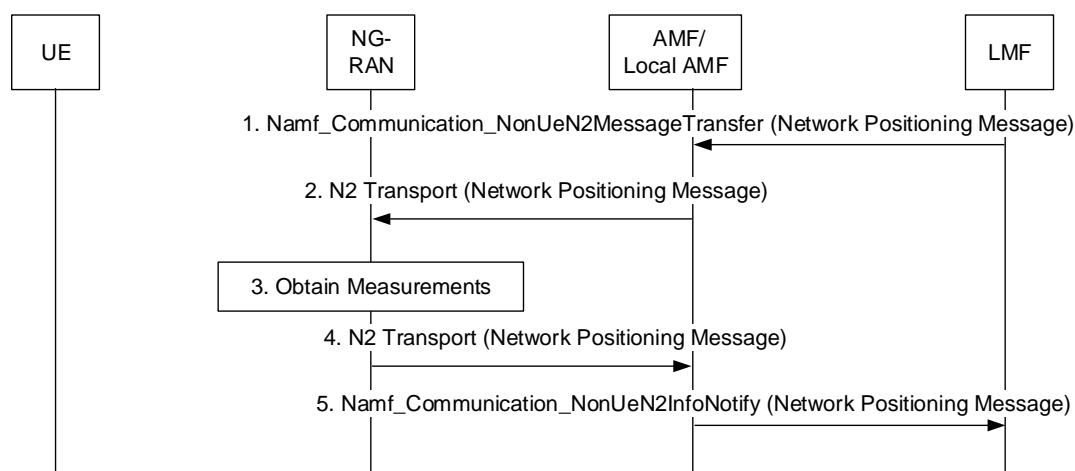 UE
NG-
RAN
AMF/
Local AMF
LMF
1. Namf_Communication_NonUeN2MessageTransfer (Network Positioning Message)
2. N2 Transport (Network Positioning Message)
3. Obtain Measurements
4. N2 Transport (Network Positioning Message)
5. Namf_Communication_NonUeN2InfoNotify (Network Positioning Message)